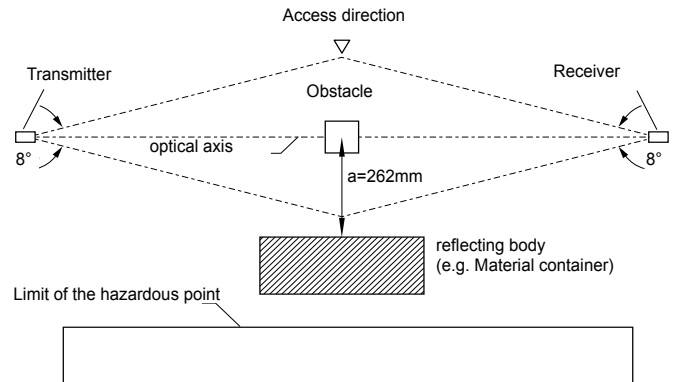 Access direction
Transmitter
Receiver
Obstacle
optical axis
8°
8°
a=262mm
reflecting body
(e.g. Material container)
Limit of the hazardous point